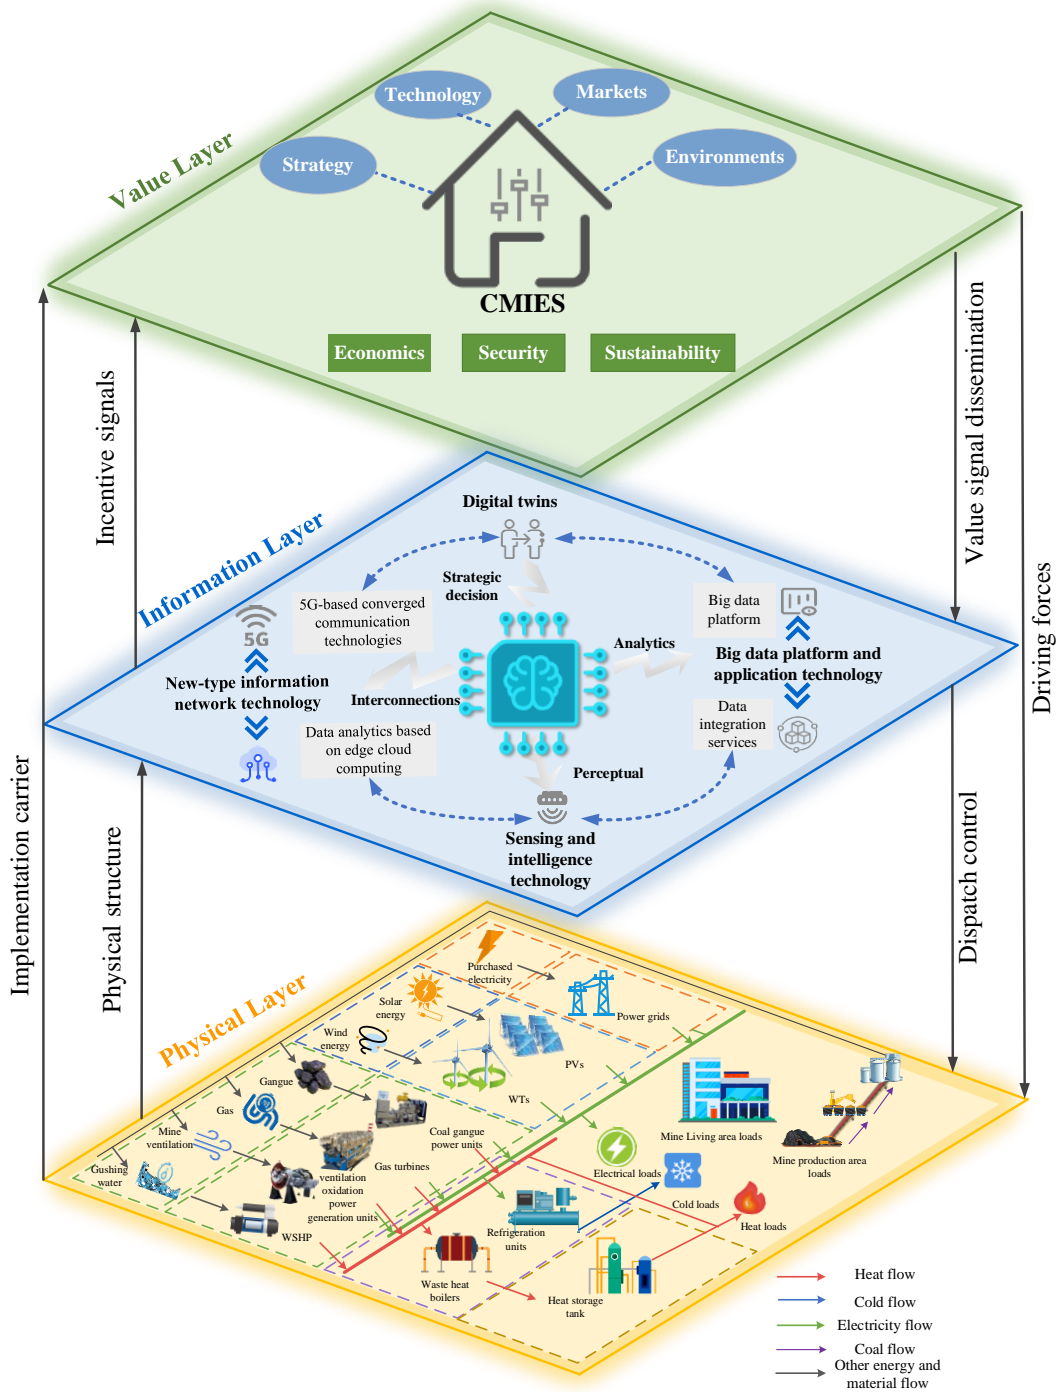 Value Layer
Technology
Markets
Strategy
Environments
CMIES
Economics
Security
Sustainability
Incentive signals
Value signal dissemination
Driving forces
Implementation carrier
Physical structure
Dispatch control
Information Layer
Digital twins
Strategic
decision
5G-based converged
communication
technologies
5G
Big data
platform
Analytics
New-type information
network technology
Interconnections
Big data platform and
application technology
Data analytics based
on edge cloud
computing
Data
integration
services
Perceptual
Sensing and
intelligence
technology
Physical Layer
Purchased
electricity
Power grids
Solar
energy
PVs
Wind
energy
WTs
Gangue
Coal gangue
power units
Gas
Gas turbines
Mine
ventilation
ventilation
oxidation
power
generation units
Gushing
water
WSHP
Mine Living area loads
Mine production area
loads
Electrical loads
Cold loads
Heat loads
Refrigeration
units
Waste heat
boilers
Heat storage
tank
Heat flow
Cold flow
Electricity flow
Coal flow
Other energy and
material flow